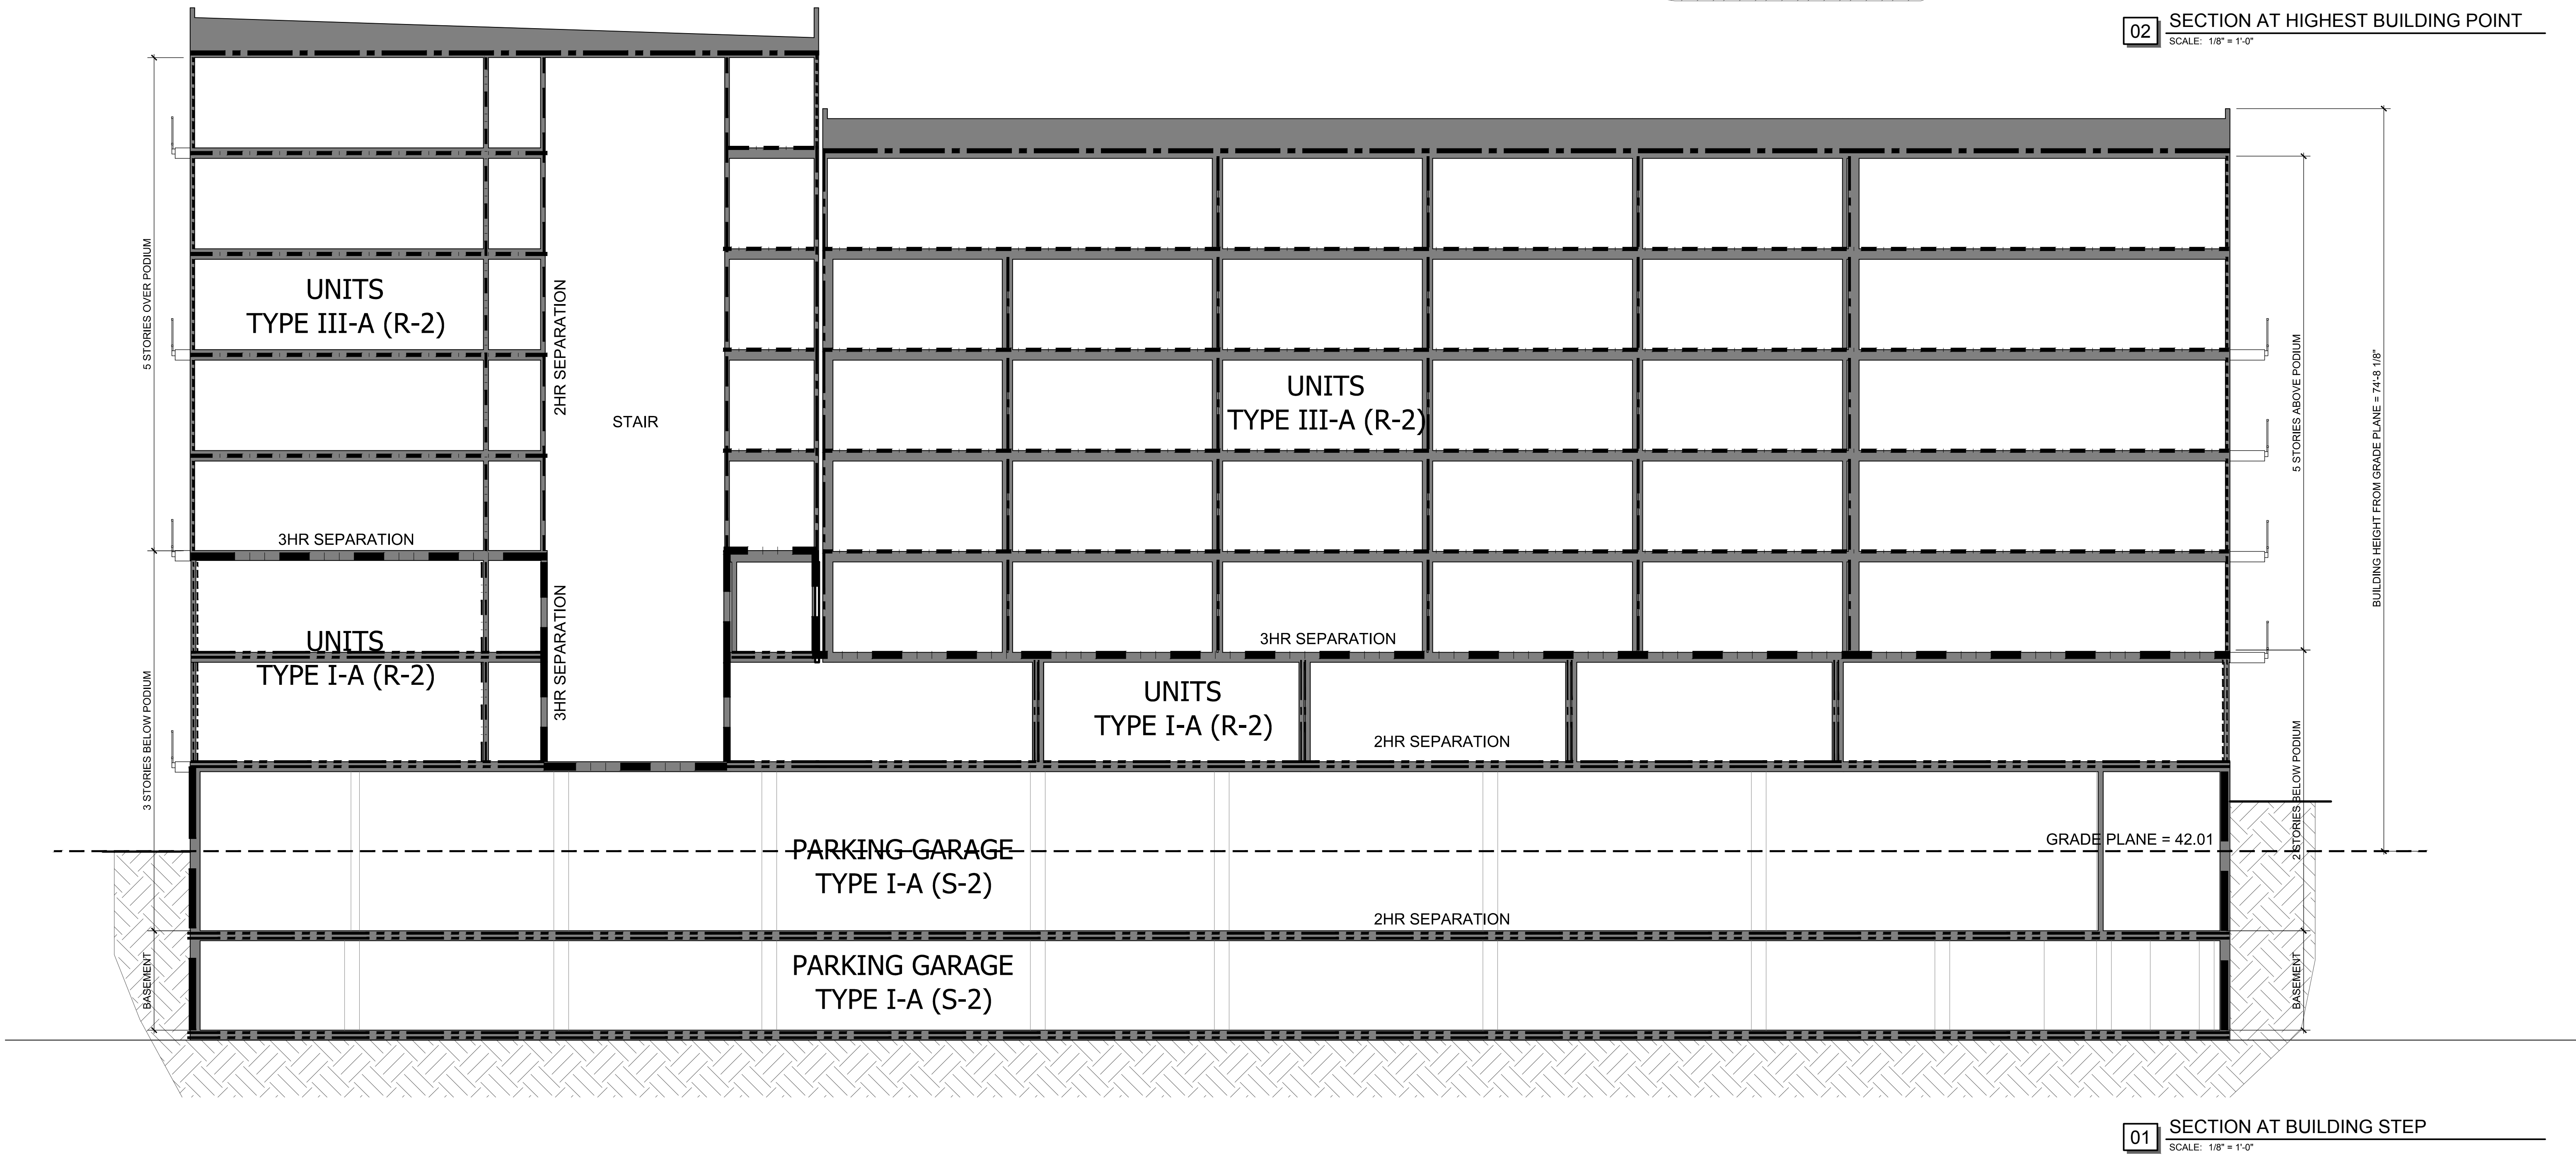 02
SECTION AT HIGHEST BUILDING POINT
SCALE: 1/8" = 1'-0"
5 STORIES OVER PODIUM
UNITS
TYPE III-A (R-2)
2HR SEPARATION
STAIR
UNITS
TYPE III-A (R-2)
5 STORIES ABOVE PODIUM
BUILDING HEIGHT FROM GRADE PLANE = 74'-8 1/8"
3HR SEPARATION
3HR SEPARATION
UNITS
TYPE I-A (R-2)
3HR SEPARATION
3 STORIES BELOW PODIUM
UNITS
TYPE I-A (R-2)
2HR SEPARATION
2 STORIES BELOW PODIUM
PARKING GARAGE
TYPE I-A (S-2)
GRADE PLANE = 42.01
2HR SEPARATION
BASEMENT
PARKING GARAGE
TYPE I-A (S-2)
BASEMENT
01
SECTION AT BUILDING STEP
SCALE: 1/8" = 1'-0"